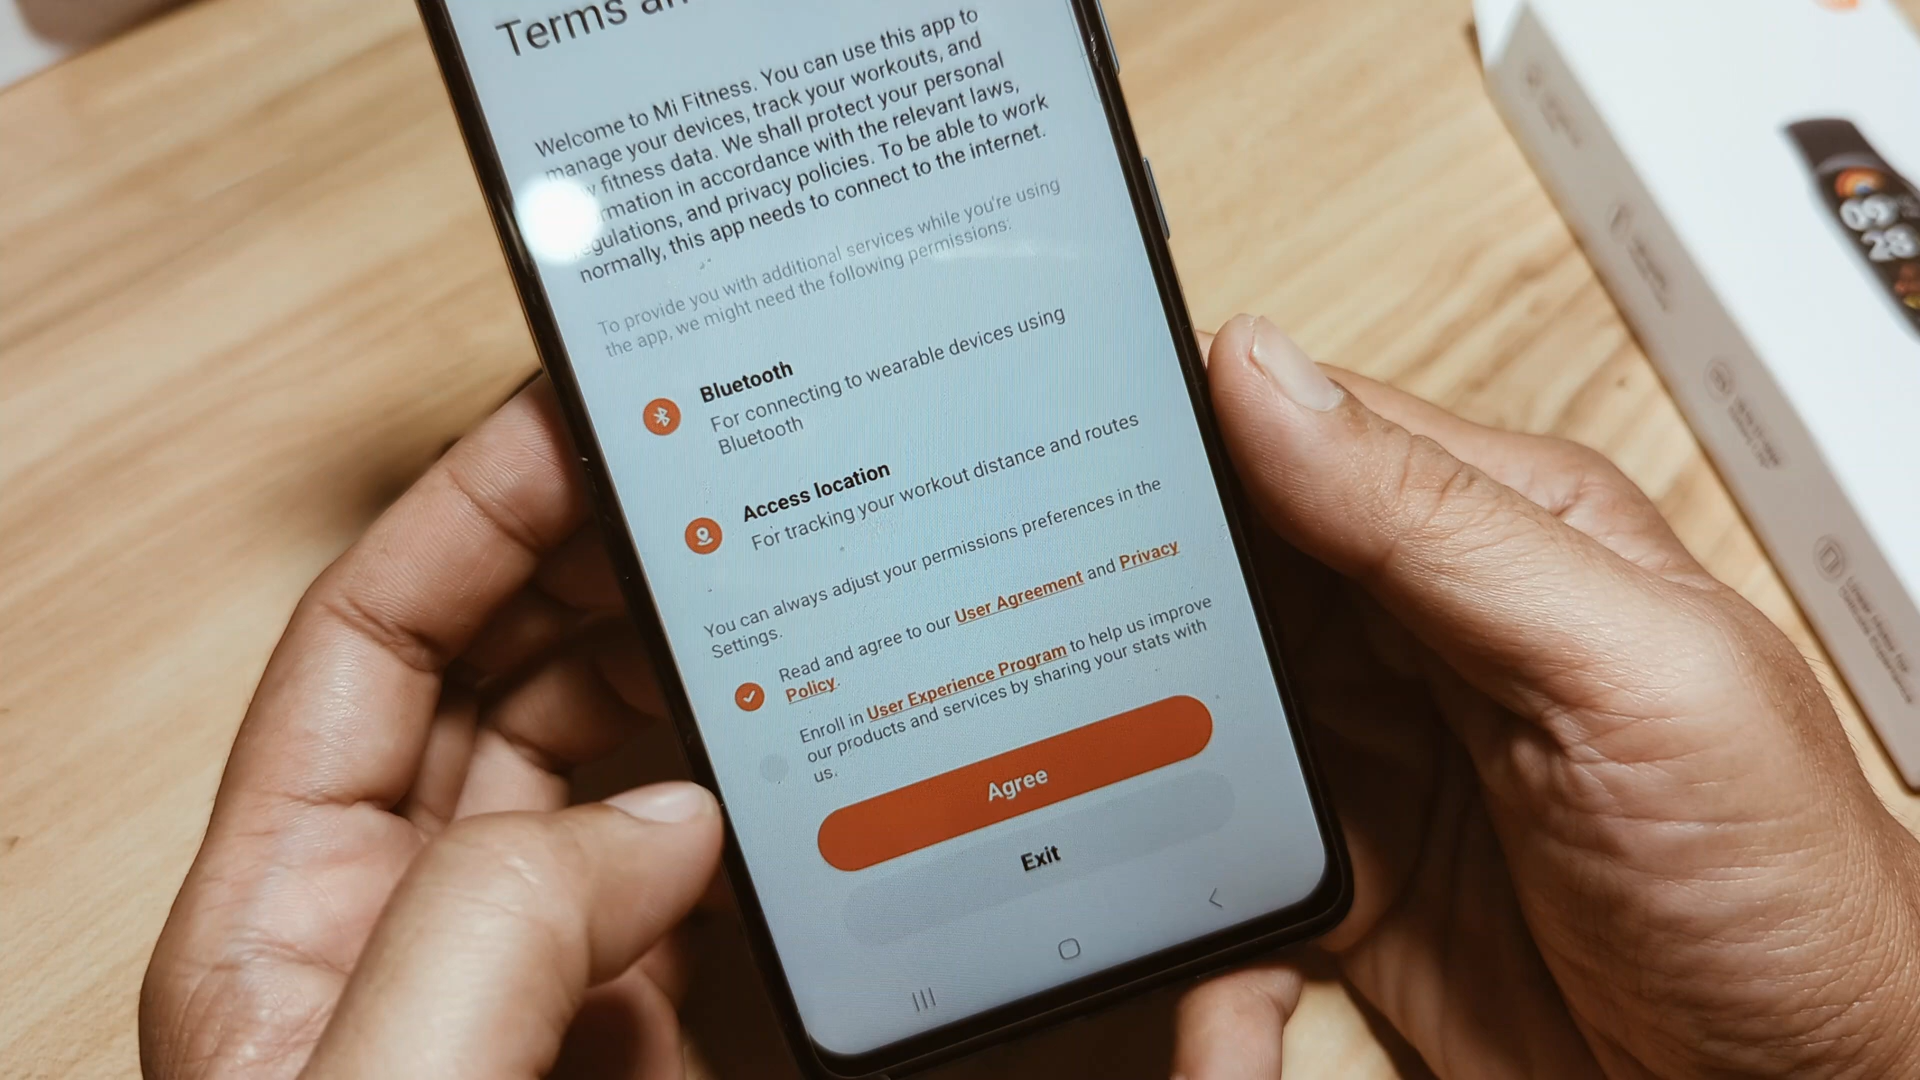 Terms an
Welcome to Mi Fitness. You can use this app to
manage your devices, track your workouts, and
fitness data. We shall protect your personal
rmation in accordance with the relevant laws,
egulations, and privacy policies. To be able to work
normally, this app needs to connect to the internet.
To provide you with additional services while you're using
the app, we might need the following permissions:
Bluetooth
For connecting to wearable devices using
Bluetooth
Access location
For tracking your workout distance and routes
You can always adjust your permissions preferences in the
Settings.
Read and agree to our User Agreement and Privacy
Policy.
Enroll in User Experience Program to help us improve
our products and services by sharing your stats with
us.
Agree
Exit
09
28